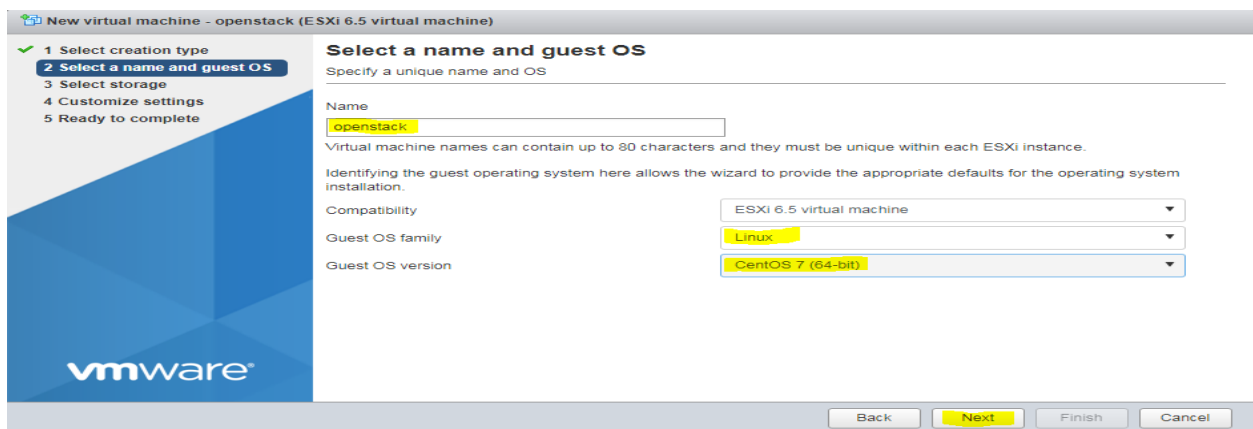 New virtual machine - openstack (ESXi 6.5 virtual machine)
1 Select creation type
2 Select a name and guest OS
3 Select storage
4 Customize settings
5 Ready to complete
Select a name and guest OS
Specify a unique name and OS
Name
openstack
Virtual machine names can contain up to 80 characters and they must be unique within each ESXi instance.
Identifying the guest operating system here allows the wizard to provide the appropriate defaults for the operating system
installation.
Compatibility ESXi 6.5 virtual machine
Guest OS family Linux
Guest OS version CentOS 7 (64-bit)
vmware®
Back Next Finish Cancel